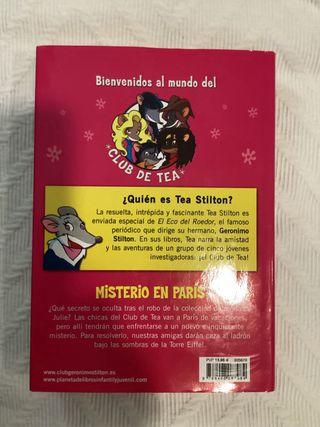 Bienvenidos al mundo del
CLUB DE TEA
¿Quién es Tea Stilton?
La resuelta, intrépida y fascinante Tea Stilton es
enviada especial de El Eco del Roedor, el famoso
periódico que dirige su hermano, Geronimo
Stilton. En sus libros, Tea narra la amistad
y las aventuras de un grupo de cinco jóvenes
investigadoras: ¡el Club de Tea!
MISTERIO EN PARÍS
¿Qué secreto se oculta tras el robo de la colección de
Julie? Las chicas del Club de Tea van a París de vacaciones,
pero allí tendrán que enfrentarse a un nuevo e inquietante
misterio. Para resolverlo, nuestras amigas darán caza al ladrón
bajo las sombras de la Torre Eiffel.
www.clubgeronimostilton.es
www.planetadelibrosinfantilyjuvenil.com